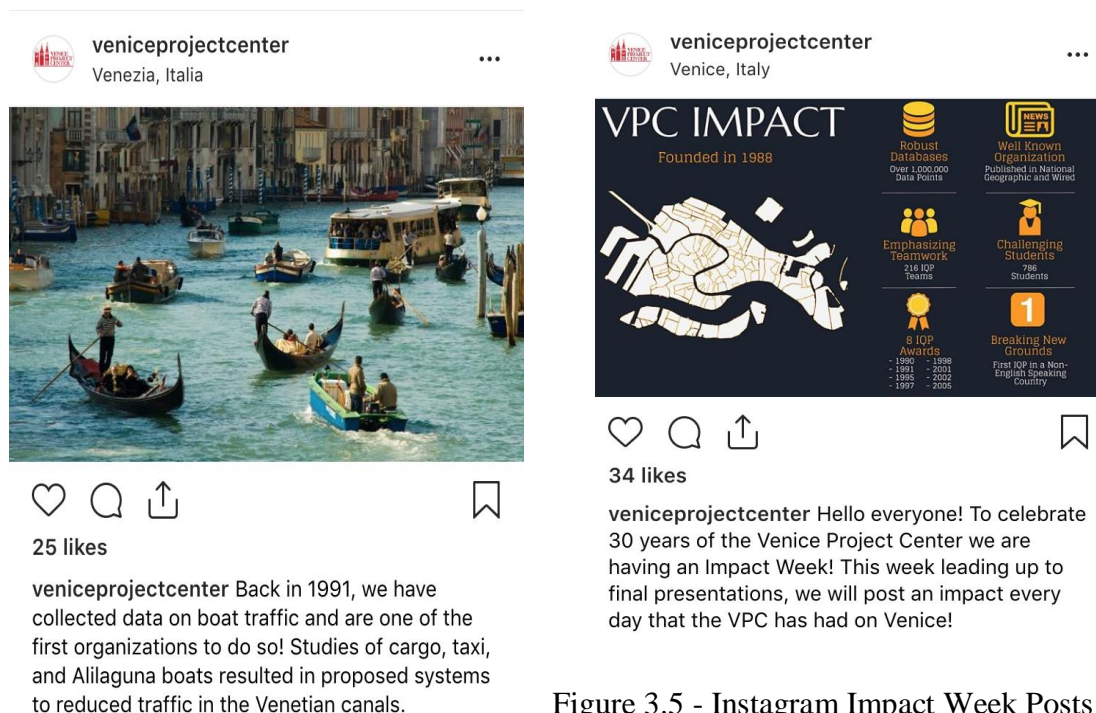 veniceprojectcenter
Venezia, Italia
VENICE
PROJECT
CENTER
25 likes
veniceprojectcenter Back in 1991, we have
collected data on boat traffic and are one of the
first organizations to do so! Studies of cargo, taxi,
and Alilaguna boats resulted in proposed systems
to reduced traffic in the Venetian canals.
veniceprojectcenter
Venice, Italy
VENICE
PROJECT
CENTER
VPC IMPACT
Founded in 1988
Robust
Databases
Over 1,000,000
Data Points
NEWS
Well Known
Organization
Published in National
Geographic and Wired
Emphasizing
Teamwork
216 IQP
Teams
Challenging
Students
786
Students
8 IQP
Awards
- 1990 - 1998
- 1991 - 2001
- 1995 - 2002
- 1997 - 2005
1
Breaking New
Grounds
First IQP in a Non-
English Speaking
Country
34 likes
veniceprojectcenter Hello everyone! To celebrate
30 years of the Venice Project Center we are
having an Impact Week! This week leading up to
final presentations, we will post an impact every
day that the VPC has had on Venice!
Figure 3.5 - Instagram Impact Week Posts